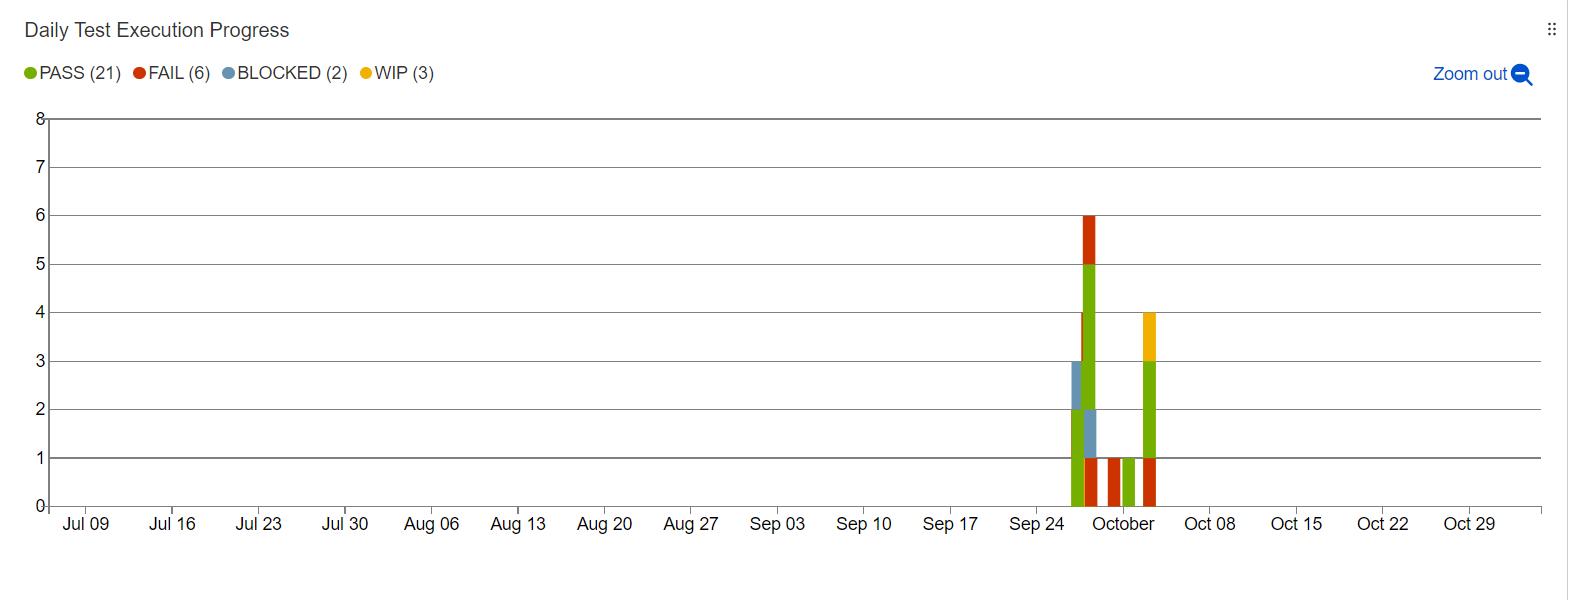 Daily Test Execution Progress
PASS (21) FAIL (6) BLOCKED (2) WIP (3)
Zoom out
8
7
6
5
4
3
2
1
0
Jul 09 Jul 16 Jul 23 Jul 30 Aug 06 Aug 13 Aug 20 Aug 27 Sep 03 Sep 10 Sep 17 Sep 24 October Oct 08 Oct 15 Oct 22 Oct 29